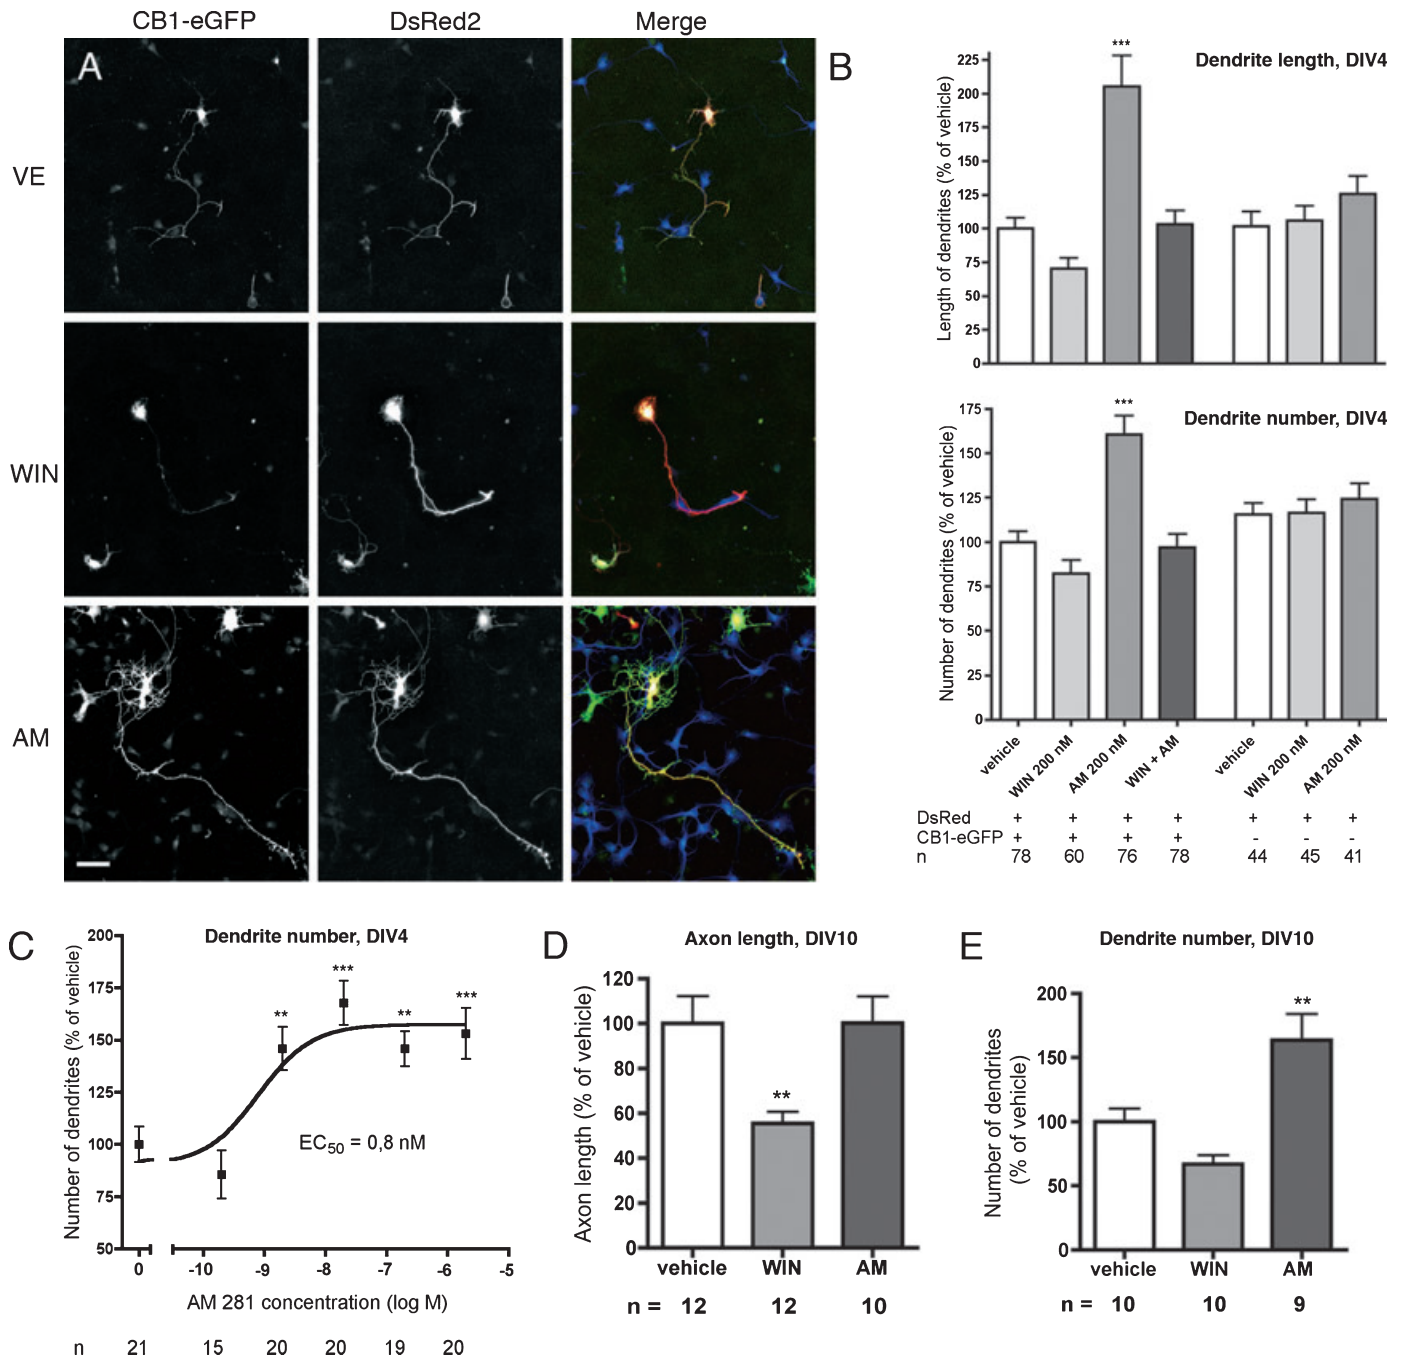 CB1-eGFP DsRed2 Merge
A
VE
WIN
AM
B
Dendrite length, DIV4
***
Length of dendrites (% of vehicle)
225
200
175
150
125
100
75
50
25
0
Dendrite number, DIV4
***
Number of dendrites (% of vehicle)
175
150
125
100
75
50
25
0
vehicle WIN 200 nM AM 200 nM WIN + AM vehicle WIN 200 nM AM 200 nM
DsRed + + + + + + +
CB1-eGFP + + + + - - -
n 78 60 76 78 44 45 41
C
Dendrite number, DIV4
Number of dendrites (% of vehicle)
200
175
150
125
100
75
50
** *** ** ***
EC50 = 0,8 nM
0 -10 -9 -8 -7 -6 -5
AM 281 concentration (log M)
n 21 15 20 20 19 20
D
Axon length, DIV10
Axon length (% of vehicle)
120
100
80
60
40
20
0
**
vehicle WIN AM
n = 12 12 10
E
Dendrite number, DIV10
Number of dendrites
(% of vehicle)
200
150
100
50
0
**
vehicle WIN AM
n = 10 10 9